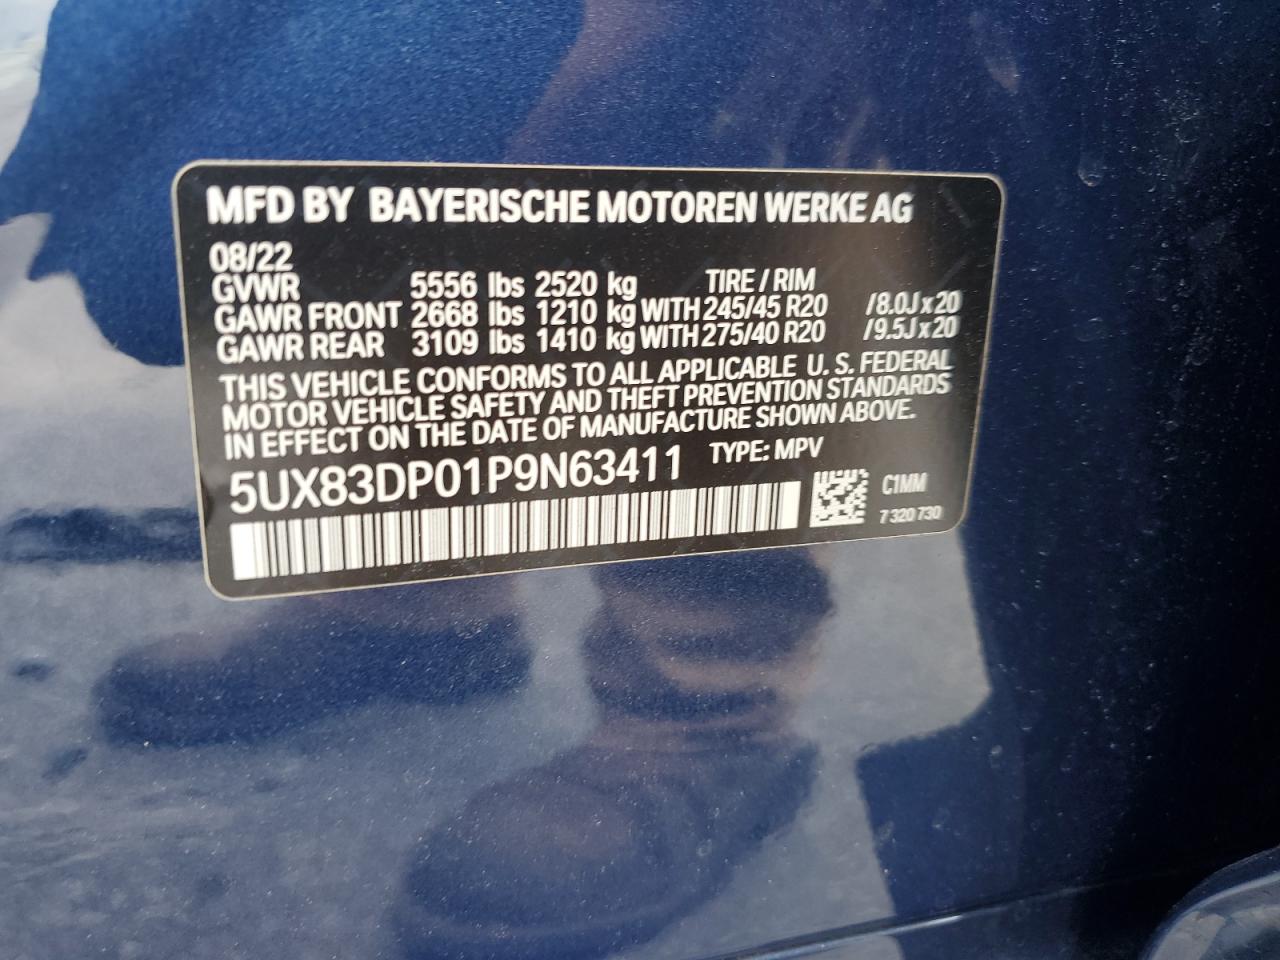 MFD BY BAYERISCHE MOTOREN WERKE AG
08/22
GVWR 5556 lbs 2520 kg TIRE / RIM
GAWR FRONT 2668 lbs 1210 kg WITH 245/45 R20 /8.0J x 20
GAWR REAR 3109 lbs 1410 kg WITH 275/40 R20 /9.5J x 20
THIS VEHICLE CONFORMS TO ALL APPLICABLE U. S. FEDERAL
MOTOR VEHICLE SAFETY AND THEFT PREVENTION STANDARDS
IN EFFECT ON THE DATE OF MANUFACTURE SHOWN ABOVE.
5UX83DP01P9N63411 TYPE: MPV
C1MM
7 320 730